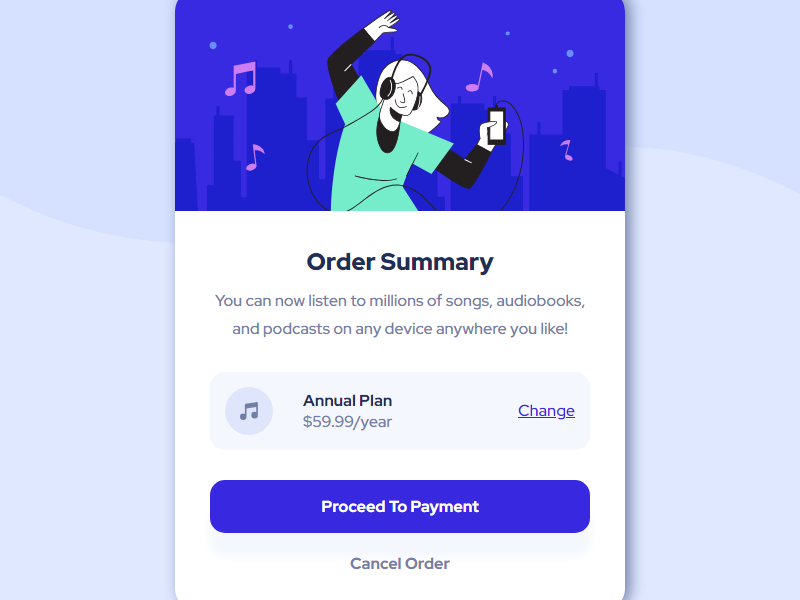 Order Summary
You can now listen to millions of songs, audiobooks,
and podcasts on any device anywhere you like!
Annual Plan
$59.99/year
Change
Proceed To Payment
Cancel Order